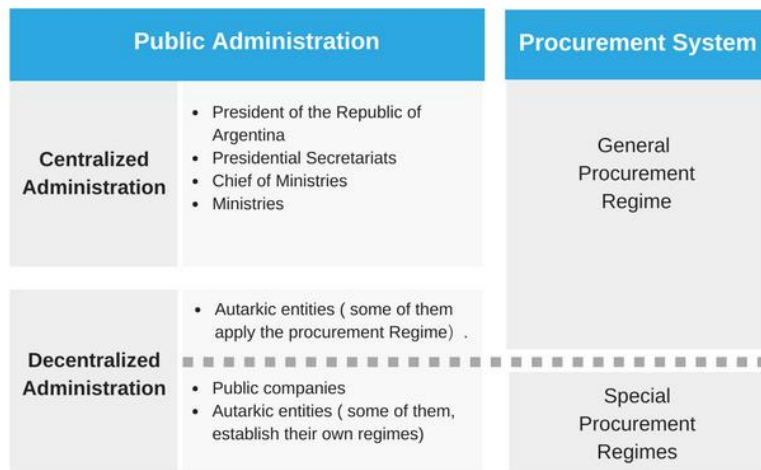 Public Administration
Procurement System
Centralized
Administration
• President of the Republic of
Argentina
• Presidential Secretariats
• Chief of Ministries
• Ministries
General
Procurement
Regime
Decentralized
Administration
• Autarkic entities ( some of them
apply the procurement Regime) .
• Public companies
• Autarkic entities ( some of them,
establish their own regimes)
Special
Procurement
Regimes